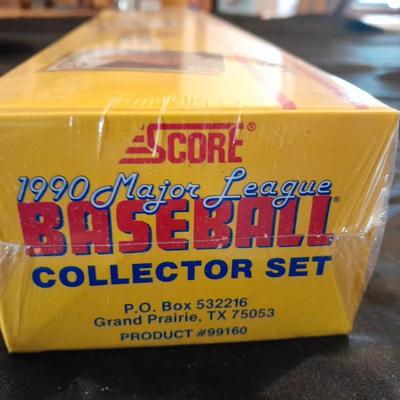 SCORE®
1990 Major League
BASEBALL®
COLLECTOR SET
P.O. Box 532216
Grand Prairie, TX 75053
PRODUCT #99160